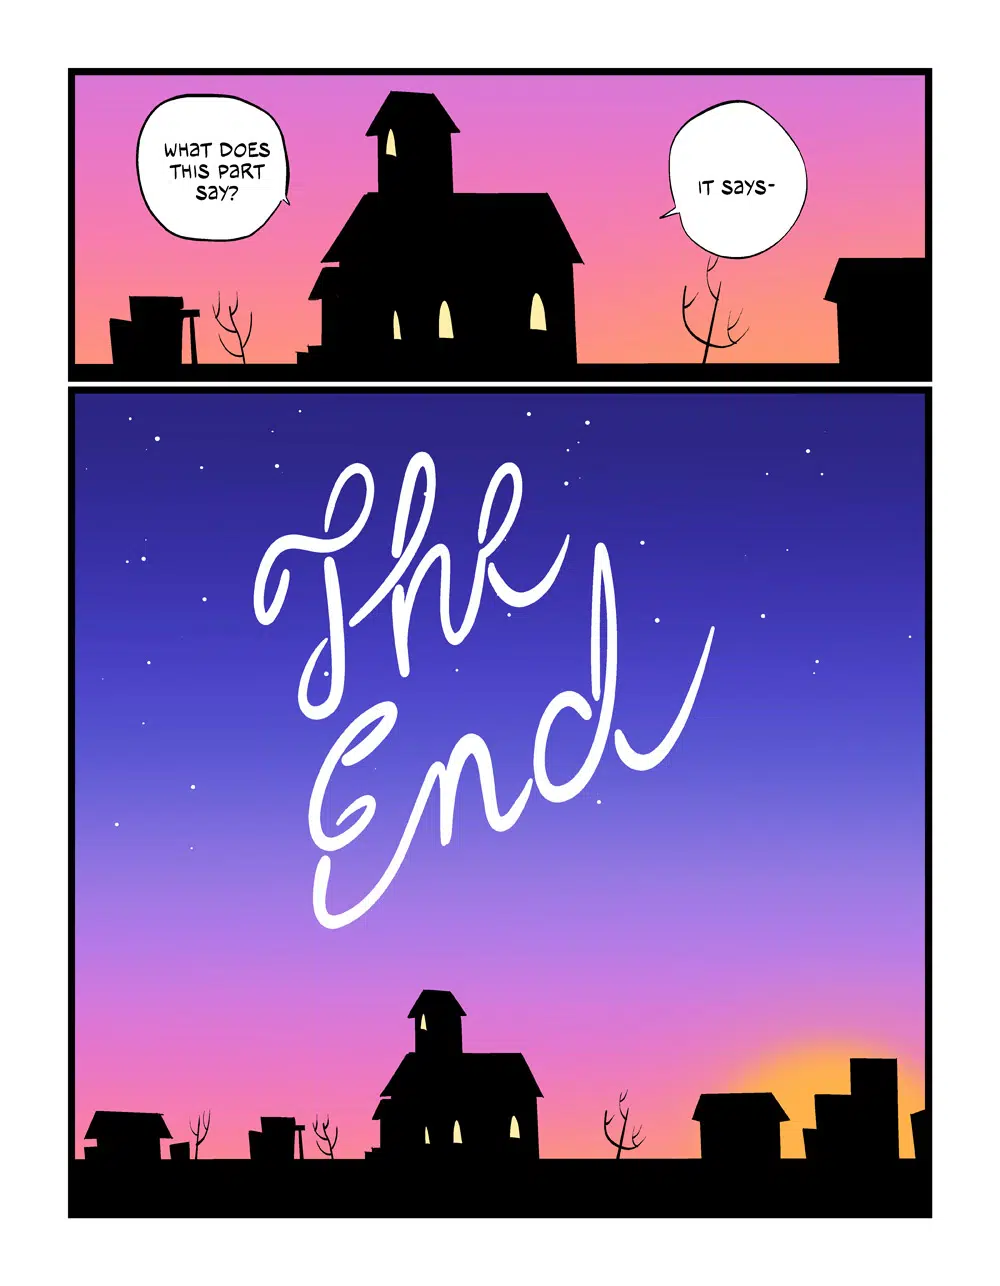 WHAT DOES
THIS PART
SAY?
IT SAYS-
The
End